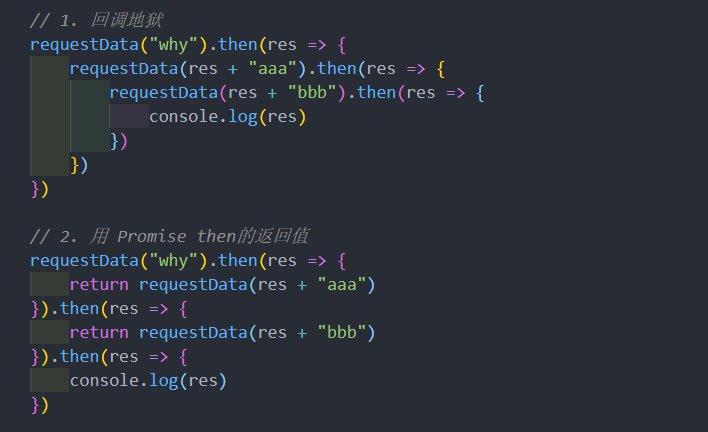 // 1. 回调地狱
requestData("why").then(res => {
    requestData(res + "aaa").then(res => {
        requestData(res + "bbb").then(res => {
            console.log(res)
        })
    })
})

// 2. 用 Promise then的返回值
requestData("why").then(res => {
    return requestData(res + "aaa")
}).then(res => {
    return requestData(res + "bbb")
}).then(res => {
    console.log(res)
})